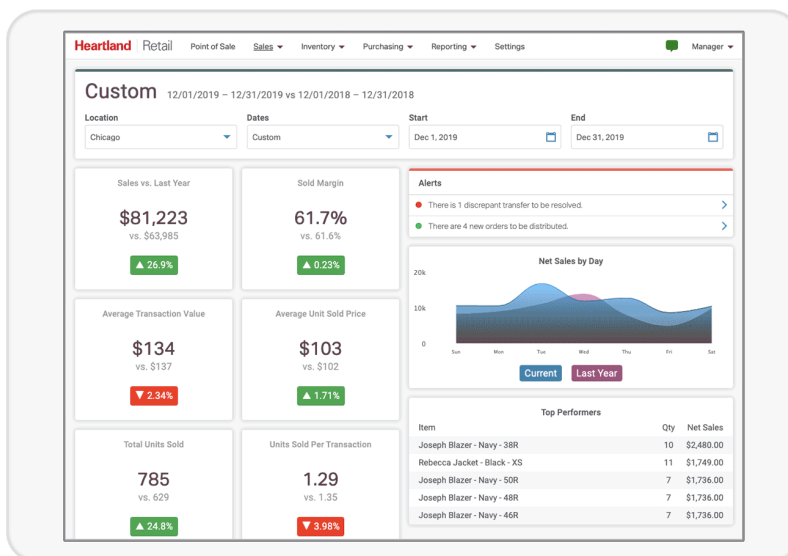 Heartland Retail Point of Sale Sales Inventory Purchasing Reporting Settings Manager
Custom 12/01/2019 – 12/31/2019 vs 12/01/2018 – 12/31/2018
Location Dates Start End
Chicago Custom Dec 1, 2019 Dec 31, 2019
Sales vs. Last Year
$81,223
vs. $63,985
▲ 26.9%
Sold Margin
61.7%
vs. 61.6%
▲ 0.23%
Alerts
There is 1 discrepant transfer to be resolved.
There are 4 new orders to be distributed.
Net Sales by Day
20k
10k
0
Sun Mon Tue Wed Thu Fri Sat
Current Last Year
Average Transaction Value
$134
vs. $137
▼ 2.34%
Average Unit Sold Price
$103
vs. $102
▲ 1.71%
Top Performers
Item Qty Net Sales
Joseph Blazer - Navy - 38R 10 $2,480.00
Rebecca Jacket - Black - XS 11 $1,749.00
Joseph Blazer - Navy - 50R 7 $1,736.00
Joseph Blazer - Navy - 48R 7 $1,736.00
Joseph Blazer - Navy - 46R 7 $1,736.00
Total Units Sold
785
vs. 629
▲ 24.8%
Units Sold Per Transaction
1.29
vs. 1.35
▼ 3.98%